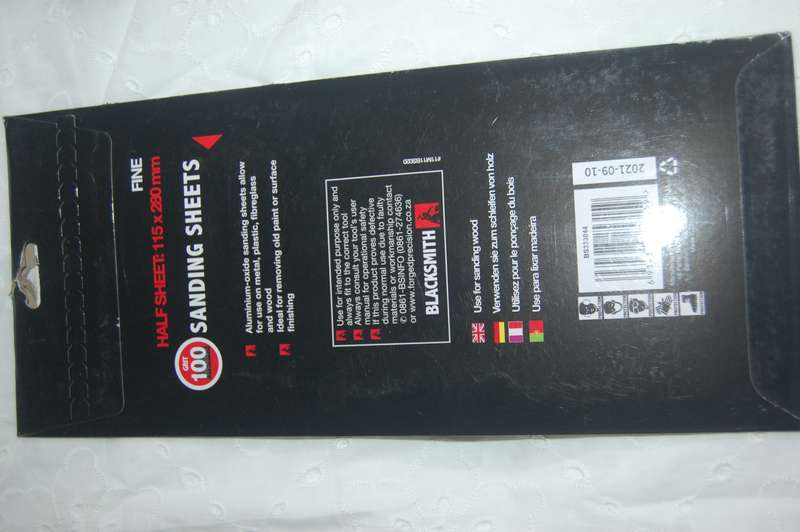 FINE
HALF SHEET: 115 x 280 mm
GRIT
100
SANDING SHEETS
Aluminium-oxide sanding sheets allow
for use on metal, plastic, fibreglass
and wood
Ideal for removing old paint or surface
finishing
#11M11BSC0D
Use for intended purpose only and
always fit to the correct tool
Always consult your tool's user
manual for operational safety
If this product proves defective
during normal use due to faulty
materials or workmanship contact
✆ 0861-BSINFO (0861-274636)
or www.forgedprecision.co.za
BLACKSMITH
Use for sanding wood
Verwenden sie zum schleifen von holz
Utilisez pour le ponçage du bois
Use para lixar madeira
BS333044
2021-09-10